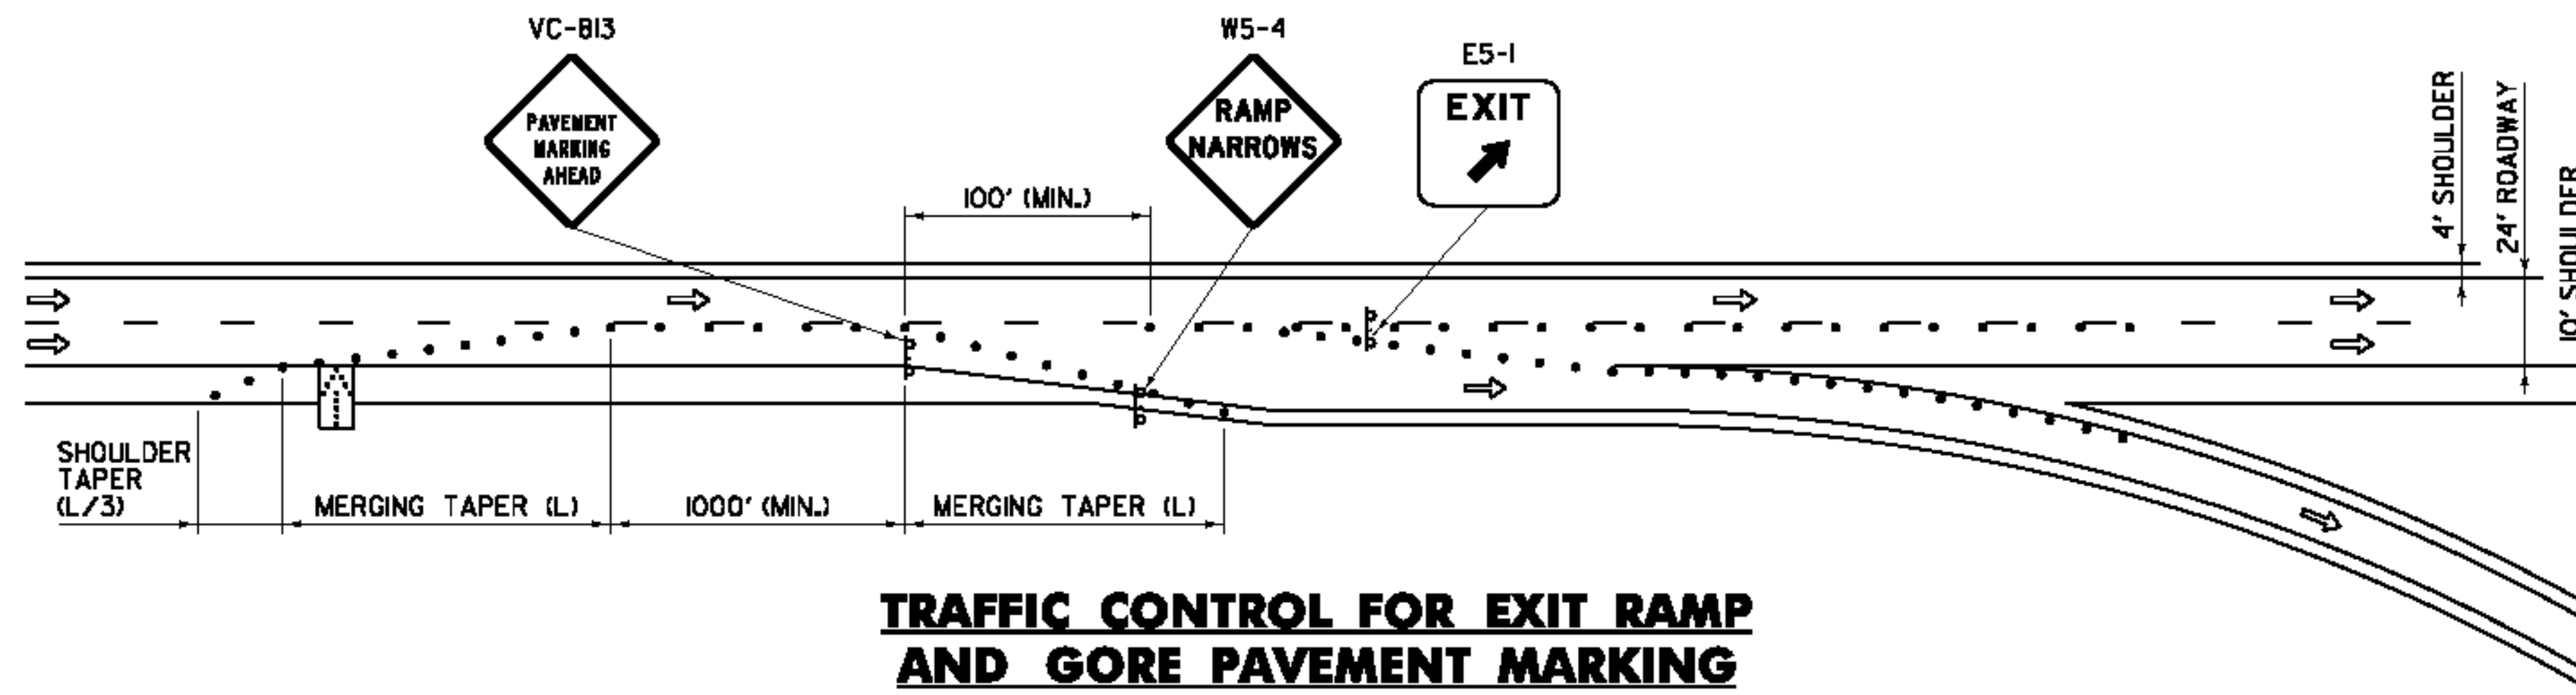 VC-813
PAVEMENT
MARKING
AHEAD
W5-4
RAMP
NARROWS
E5-1
EXIT
100' (MIN.)
4' SHOULDER
24' ROADWAY
10' SHOULDER
SHOULDER
TAPER
(L/3)
MERGING TAPER (L)
1000' (MIN.)
MERGING TAPER (L)
TRAFFIC CONTROL FOR EXIT RAMP
AND GORE PAVEMENT MARKING